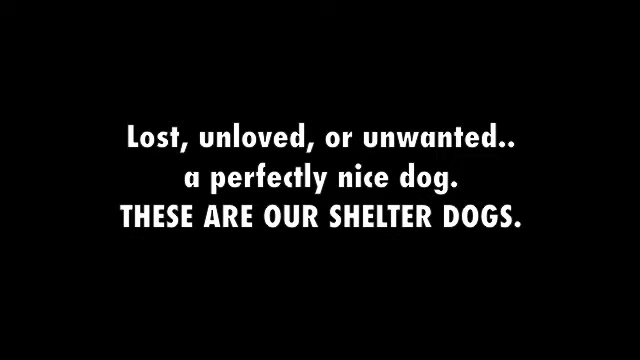 Lost, unloved, or unwanted..
a perfectly nice dog.
THESE ARE OUR SHELTER DOGS.